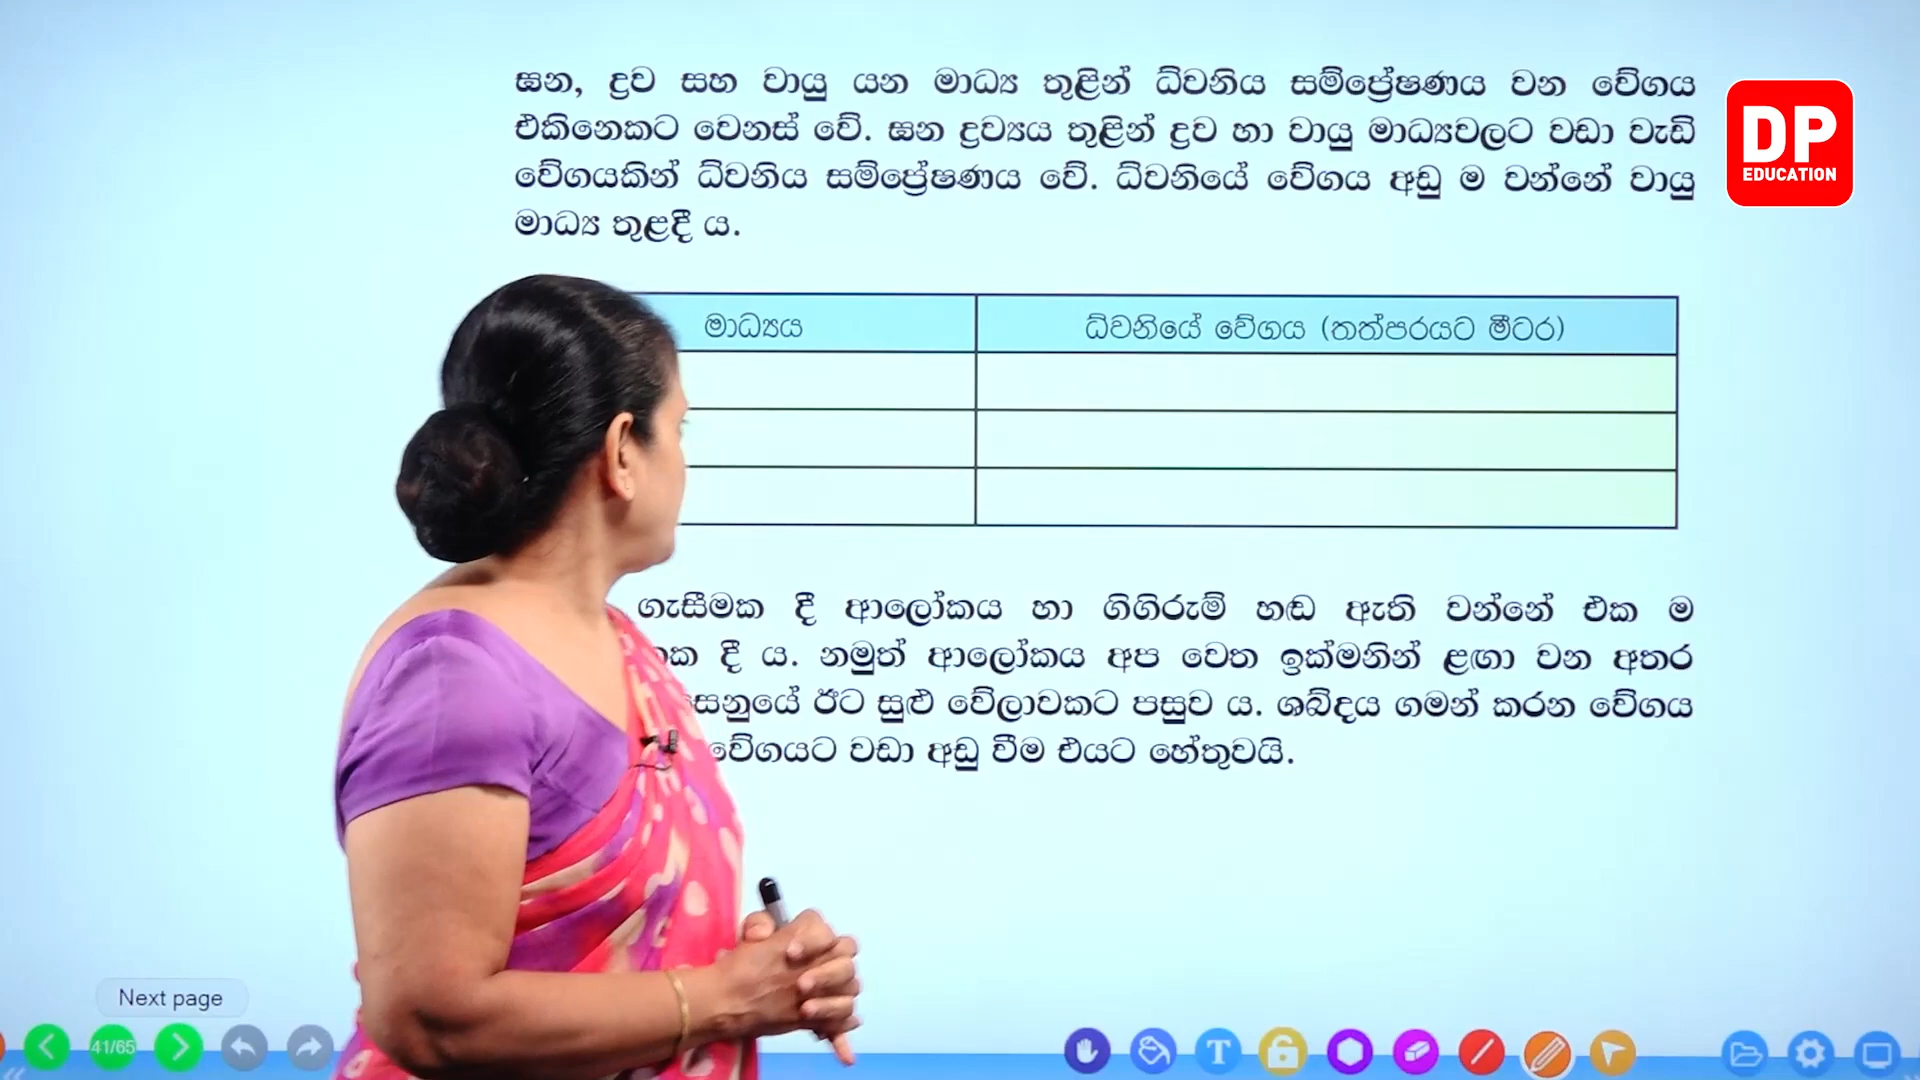 ඝන, ද්‍රව සහ වායු යන මාධ්‍ය තුළින් ධ්වනිය සම්ප්‍රේෂණය වන වේගය
එකිනෙකට වෙනස් වේ. ඝන ද්‍රව්‍යය තුළින් ද්‍රව හා වායු මාධ්‍යවලට වඩා වැඩි
වේගයකින් ධ්වනිය සම්ප්‍රේෂණය වේ. ධ්වනියේ වේගය අඩු ම වන්නේ වායු
මාධ්‍ය තුළදී ය.
DP
EDUCATION
මාධ්‍යය ධ්වනියේ වේගය (තත්පරයට මීටර)
ගැසීමක දී ආලෝකය හා ගිගිරුම් හඬ ඇති වන්නේ එක ම
දී ය. නමුත් ආලෝකය අප වෙත ඉක්මනින් ළඟා වන අතර
ඊට සුළු වේලාවකට පසුව ය. ශබ්දය ගමන් කරන වේගය
වේගයට වඩා අඩු වීම එයට හේතුවයි.
Next page
41/65